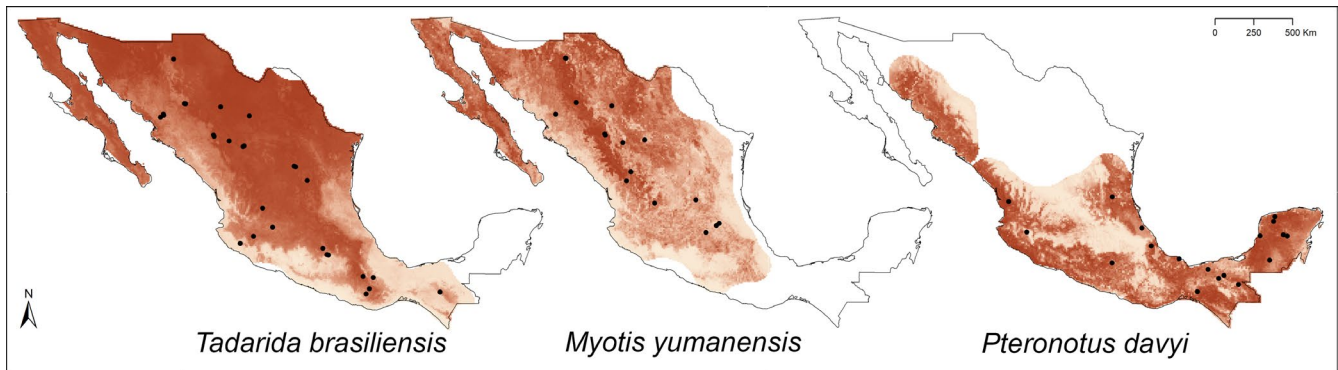 0 250 500 Km
N
Tadarida brasiliensis
Myotis yumanensis
Pteronotus davyi